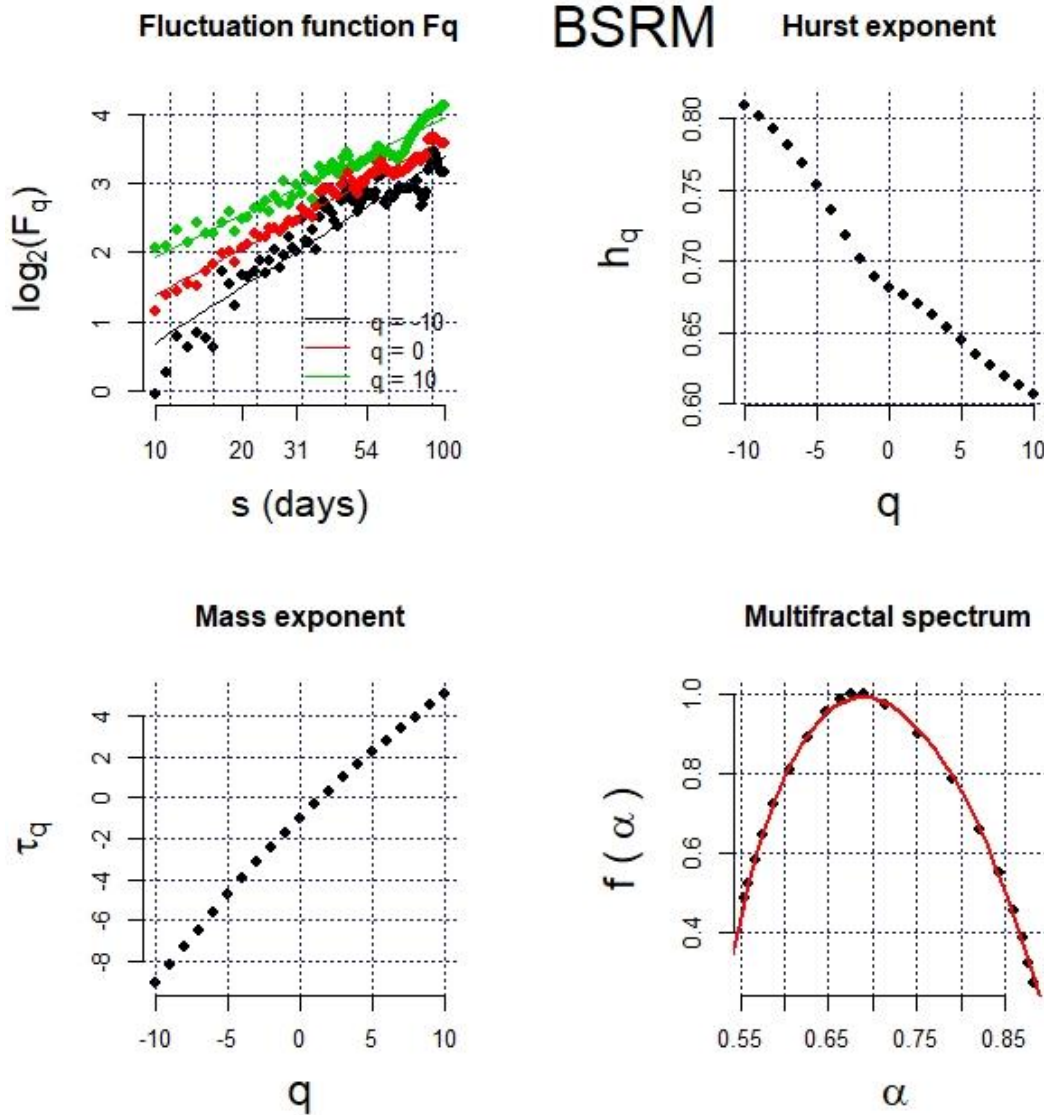 BSRM
Fluctuation function Fq
log₂(F_q)
4
3
2
1
0
q = -10
q = 0
q = 10
10 20 31 54 100
s (days)
Hurst exponent
h_q
0.80
0.75
0.70
0.65
0.60
-10 -5 0 5 10
q
Mass exponent
τ_q
4
2
0
-2
-4
-6
-8
-10 -5 0 5 10
q
Multifractal spectrum
f ( α )
1.0
0.8
0.6
0.4
0.55 0.65 0.75 0.85
α